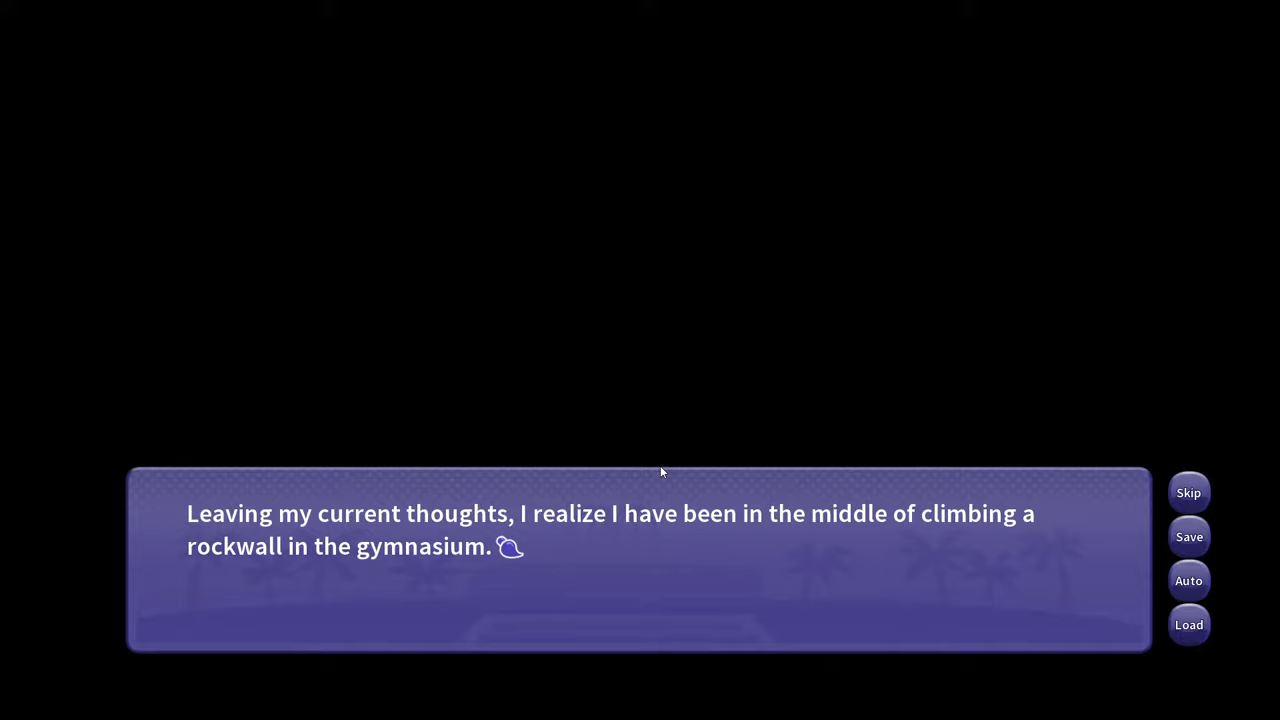 Leaving my current thoughts, I realize I have been in the middle of climbing a
rockwall in the gymnasium.
Skip
Save
Auto
Load